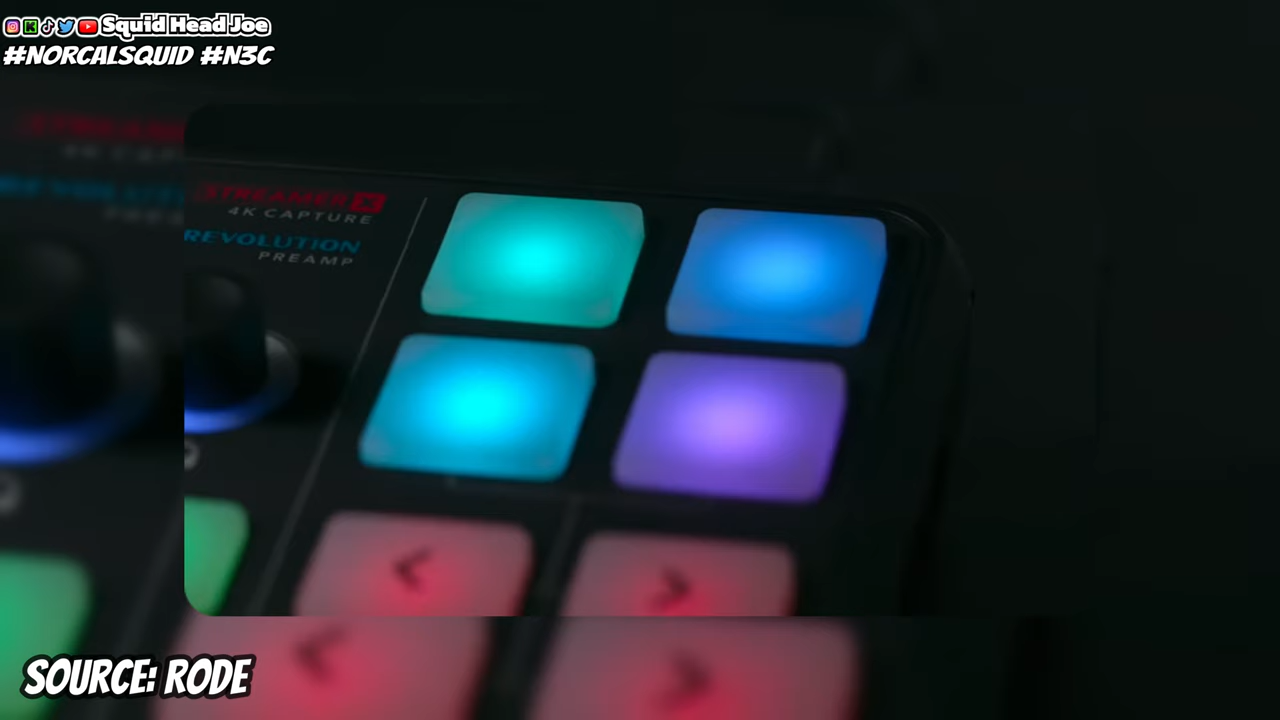 Squid Head Joe
#NORCALSQUID #N3C
STREAMER X
4K CAPTURE
REVOLUTION
PREAMP
<
>
SOURCE: RODE